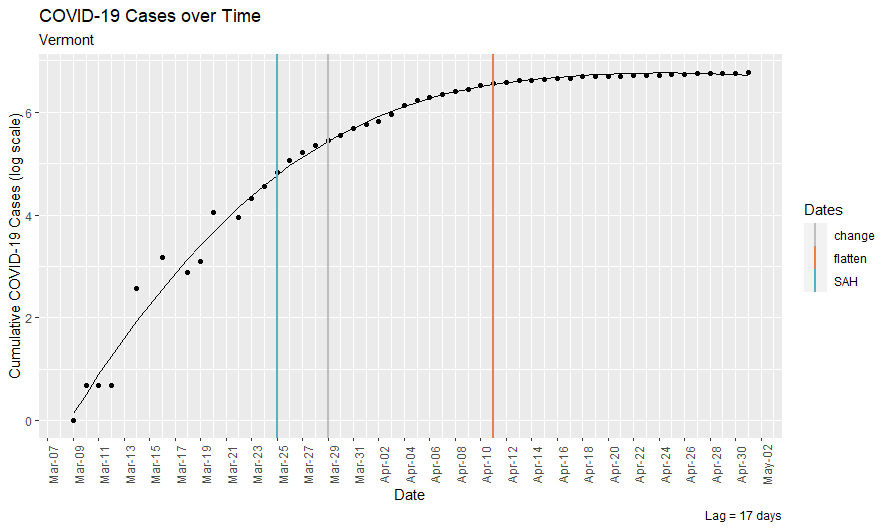 COVID-19 Cases over Time
Vermont
Cumulative COVID-19 Cases (log scale)
6
4
2
0
Mar-07
Mar-09
Mar-11
Mar-13
Mar-15
Mar-17
Mar-19
Mar-21
Mar-23
Mar-25
Mar-27
Mar-29
Mar-31
Apr-02
Apr-04
Apr-06
Apr-08
Apr-10
Apr-12
Apr-14
Apr-16
Apr-18
Apr-20
Apr-22
Apr-24
Apr-26
Apr-28
Apr-30
May-02
Date
Dates
change
flatten
SAH
Lag = 17 days